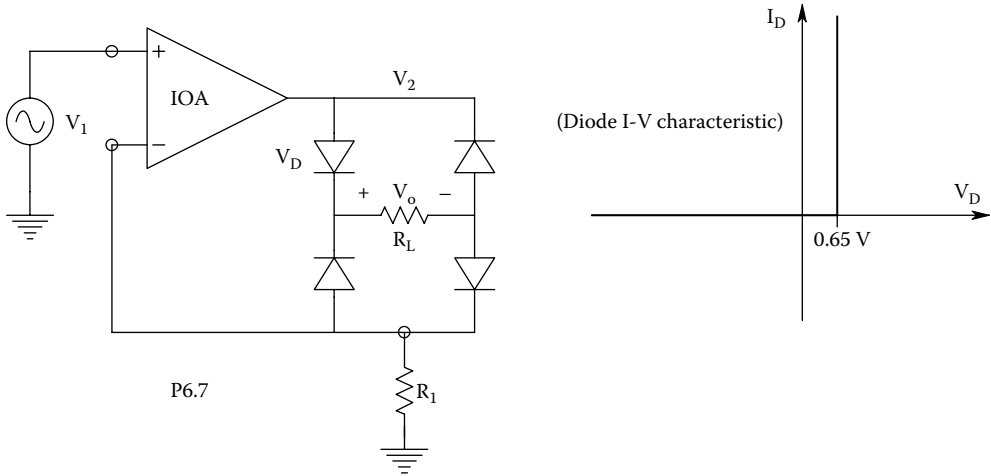 I_D
V_2
IOA
+
−
V_1
(Diode I-V characteristic)
V_D
+ V_o −
R_L
V_D
0.65 V
P6.7
R_1